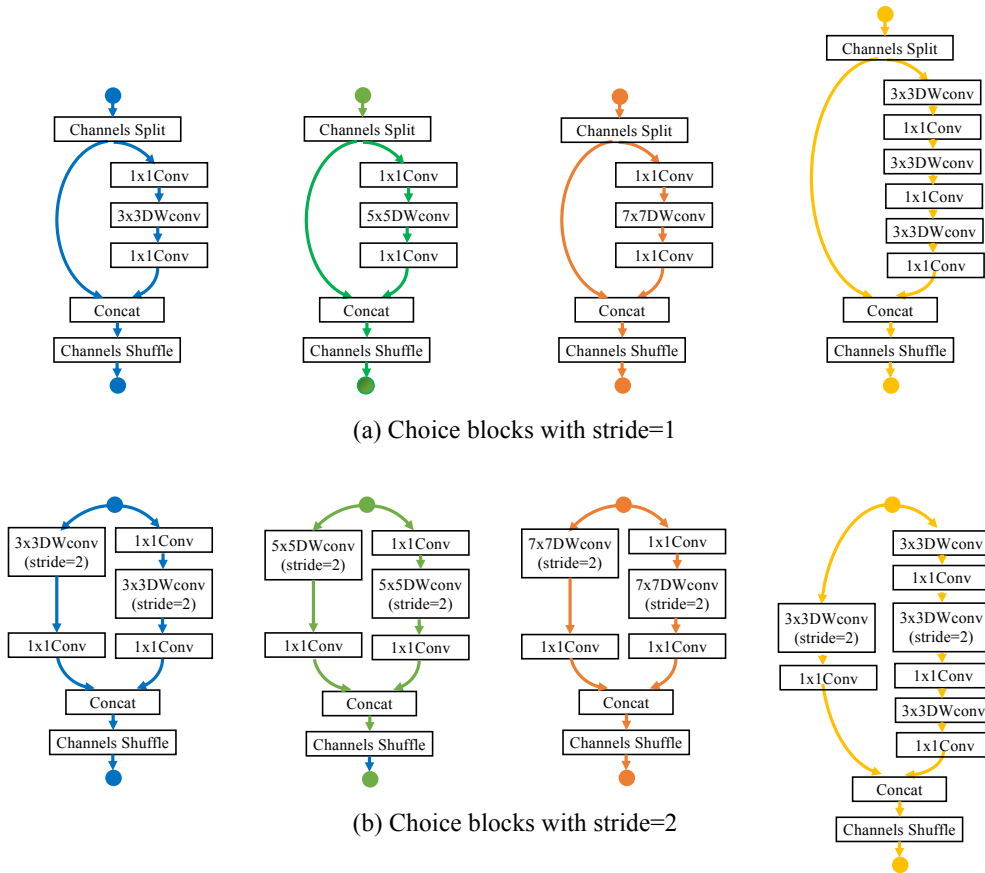 Channels Split
1x1Conv
3x3DWconv
1x1Conv
Concat
Channels Shuffle
Channels Split
1x1Conv
5x5DWconv
1x1Conv
Concat
Channels Shuffle
Channels Split
1x1Conv
7x7DWconv
1x1Conv
Concat
Channels Shuffle
Channels Split
3x3DWconv
1x1Conv
3x3DWconv
1x1Conv
3x3DWconv
1x1Conv
Concat
Channels Shuffle
(a) Choice blocks with stride=1
3x3DWconv
(stride=2)
1x1Conv
1x1Conv
3x3DWconv
(stride=2)
1x1Conv
Concat
Channels Shuffle
5x5DWconv
(stride=2)
1x1Conv
1x1Conv
5x5DWconv
(stride=2)
1x1Conv
Concat
Channels Shuffle
7x7DWconv
(stride=2)
1x1Conv
1x1Conv
7x7DWconv
(stride=2)
1x1Conv
Concat
Channels Shuffle
3x3DWconv
(stride=2)
1x1Conv
3x3DWconv
1x1Conv
3x3DWconv
(stride=2)
1x1Conv
3x3DWconv
1x1Conv
Concat
Channels Shuffle
(b) Choice blocks with stride=2